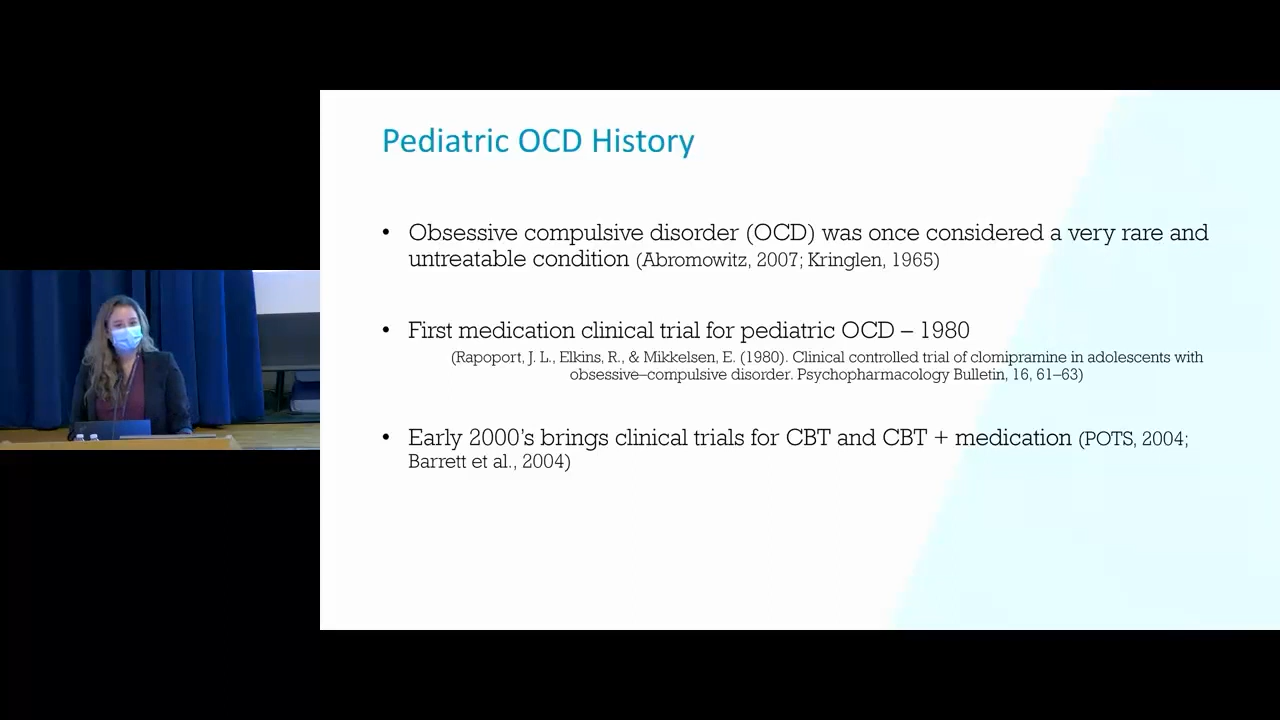 Pediatric OCD History
• Obsessive compulsive disorder (OCD) was once considered a very rare and
untreatable condition (Abromowitz, 2007; Kringlen, 1965)
• First medication clinical trial for pediatric OCD – 1980
(Rapoport, J. L., Elkins, R., & Mikkelsen, E. (1980). Clinical controlled trial of clomipramine in adolescents with
obsessive–compulsive disorder. Psychopharmacology Bulletin, 16, 61–63)
• Early 2000's brings clinical trials for CBT and CBT + medication (POTS, 2004;
Barrett et al., 2004)